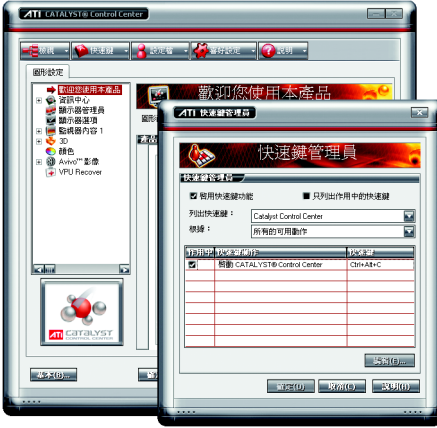 ATI CATALYST® Control Center
檢視
快速鍵
設定檔
喜好設定
說明
圖形設定
歡迎您使用本產品
資訊中心
顯示器管理員
顯示器選項
監視器內容 1
3D
顏色
Avivo™ 影像
VPU Recover
ATI CATALYST
CONTROL CENTER
基本(B)...
歡迎您使用本產品
ATI 快速鍵管理員
快速鍵管理員
快速鍵管理
啟用快速鍵功能
只列出作用中的快速鍵
列出快速鍵：
Catalyst Control Center
根據：
所有的可用動作
作用中 快速鍵操作 快速鍵
啟動 CATALYST® Control Center Ctrl+Alt+C
編輯(E)...
確定(O) 取消(C) 說明(H)